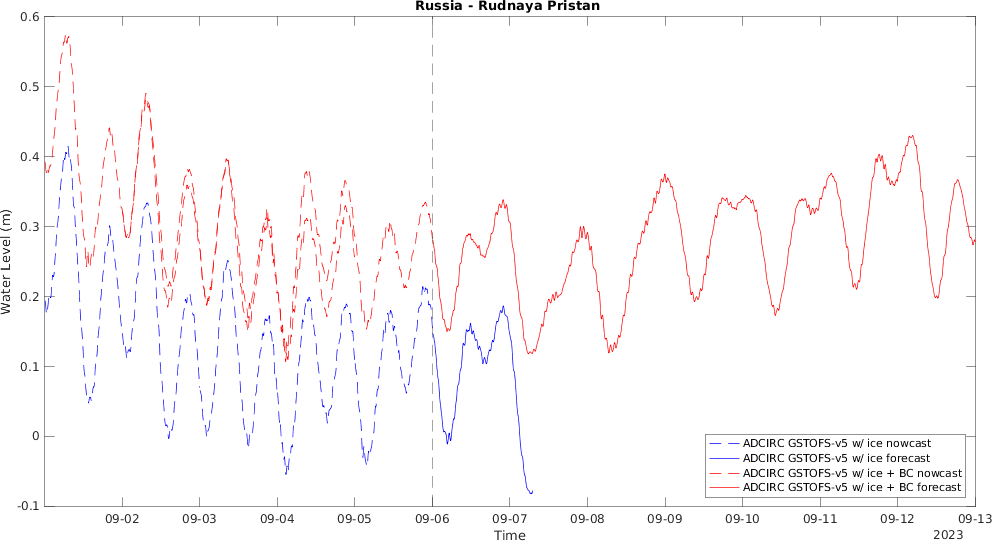 Russia - Rudnaya Pristan
Water Level (m)
0.6
0.5
0.4
0.3
0.2
0.1
0
-0.1
09-02 09-03 09-04 09-05 09-06 09-07 09-08 09-09 09-10 09-11 09-12 09-13
Time
2023
ADCIRC GSTOFS-v5 w/ ice nowcast
ADCIRC GSTOFS-v5 w/ ice forecast
ADCIRC GSTOFS-v5 w/ ice + BC nowcast
ADCIRC GSTOFS-v5 w/ ice + BC forecast